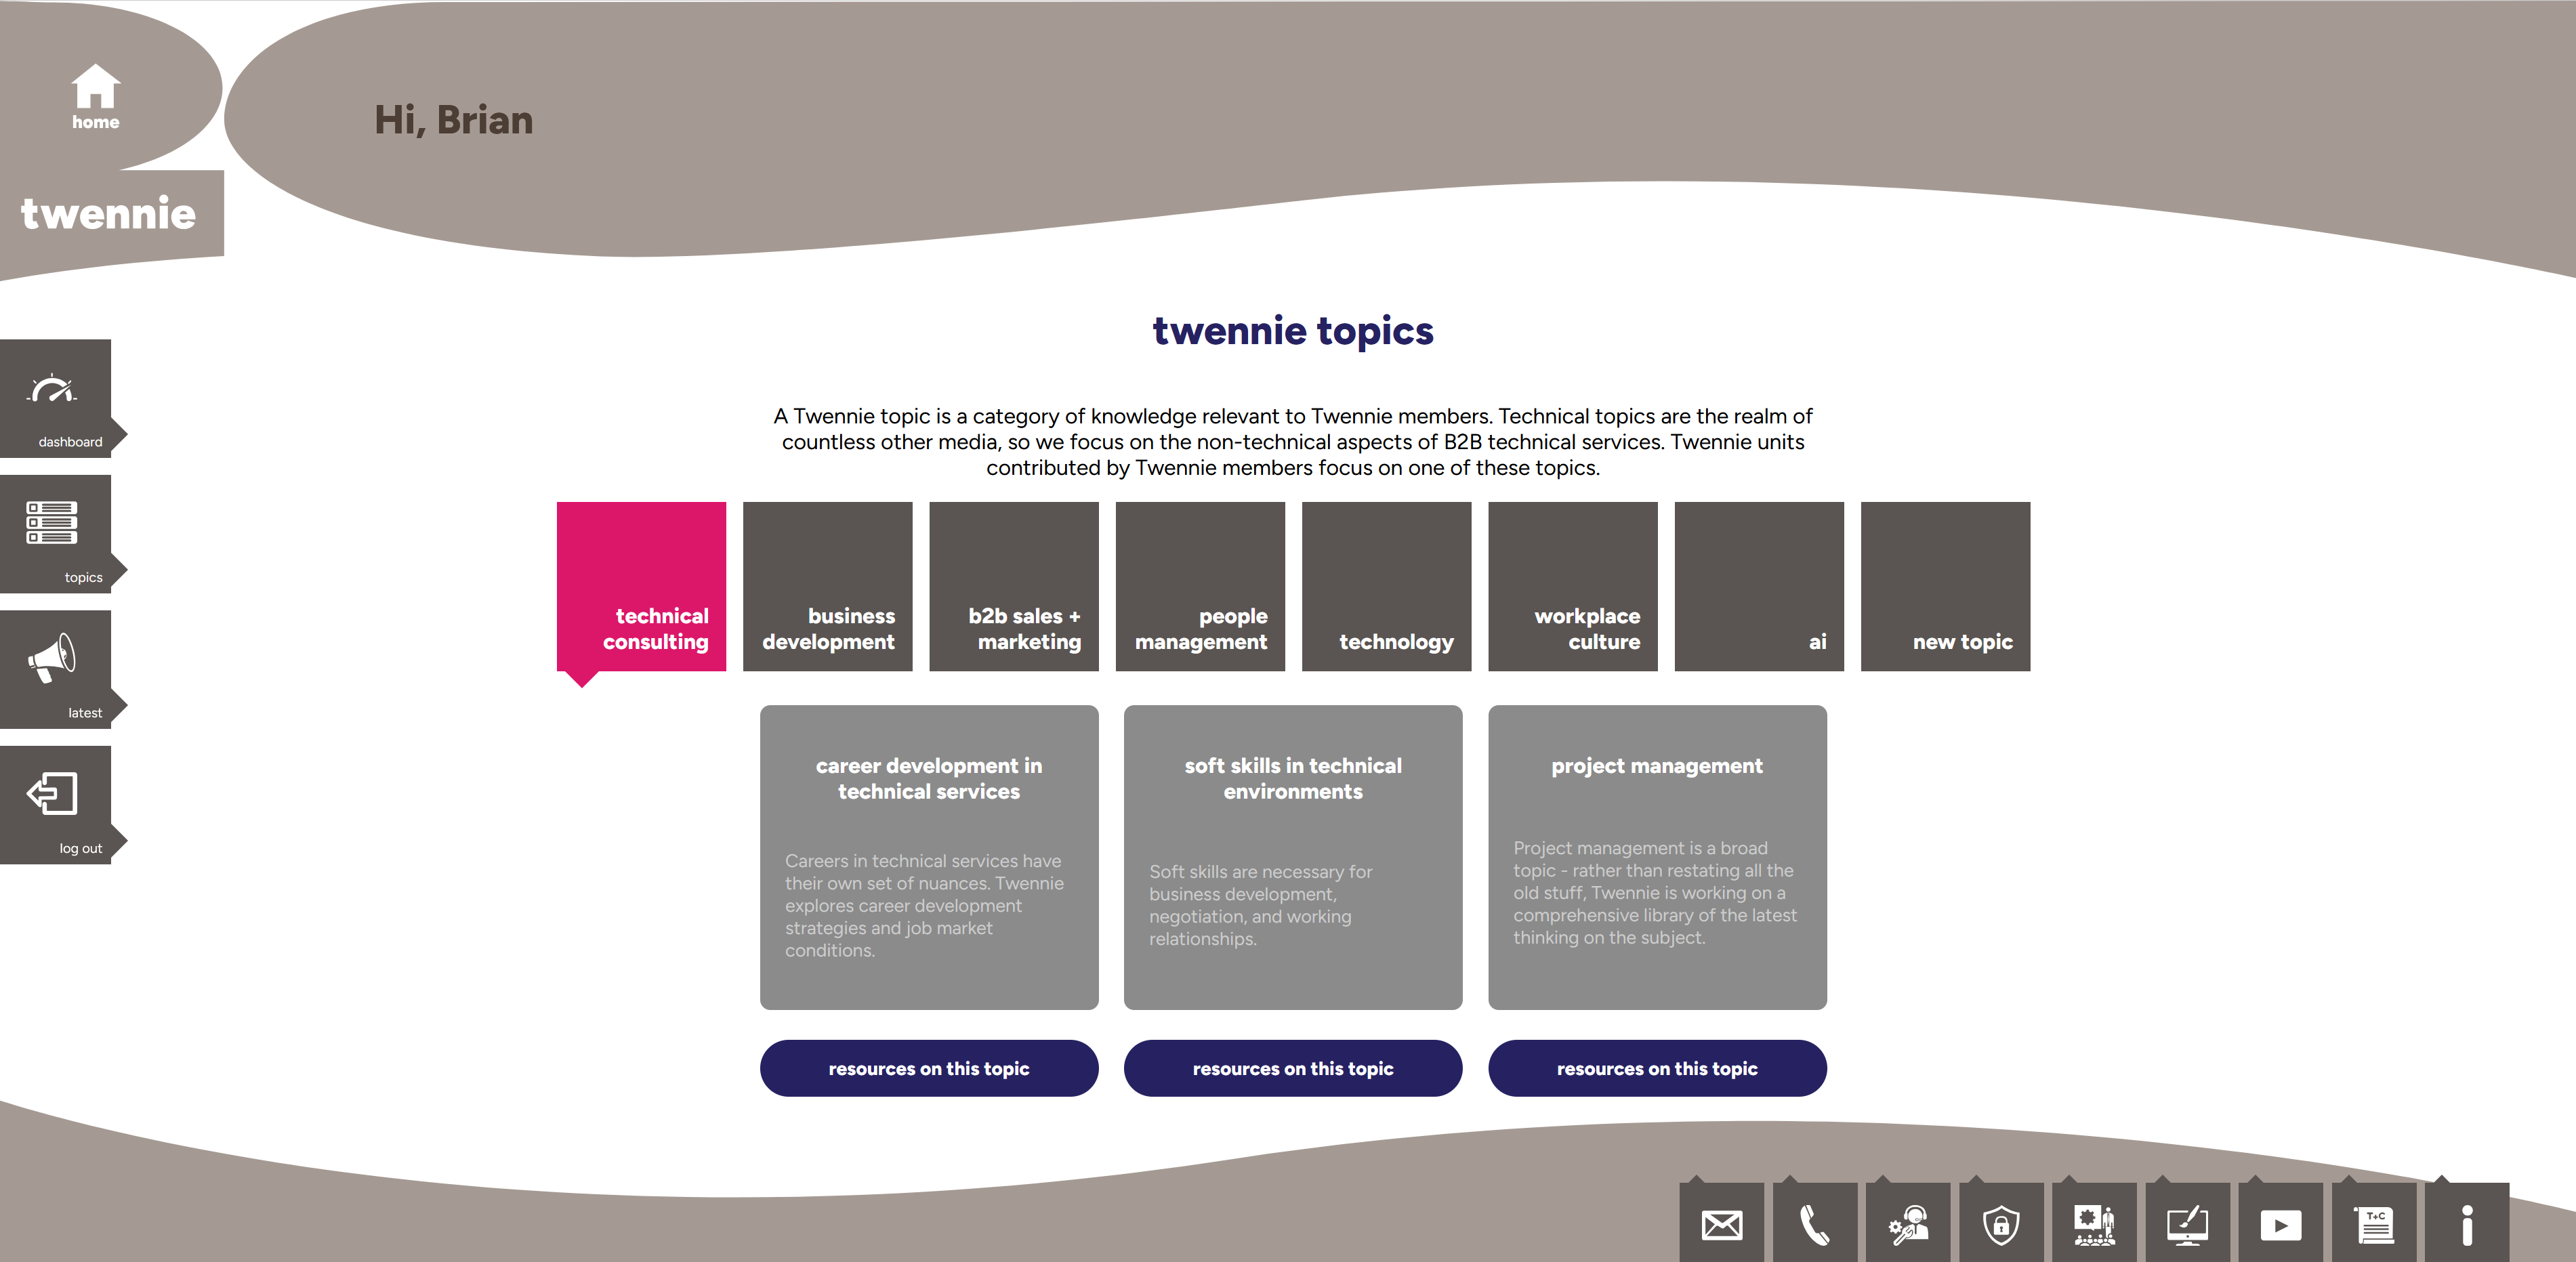 home
Hi, Brian
twennie
twennie topics
A Twennie topic is a category of knowledge relevant to Twennie members. Technical topics are the realm of
countless other media, so we focus on the non-technical aspects of B2B technical services. Twennie units
contributed by Twennie members focus on one of these topics.
dashboard
topics
latest
log out
technical
consulting
business
development
b2b sales +
marketing
people
management
technology
workplace
culture
ai
new topic
career development in
technical services
Careers in technical services have
their own set of nuances. Twennie
explores career development
strategies and job market
conditions.
resources on this topic
soft skills in technical
environments
Soft skills are necessary for
business development,
negotiation, and working
relationships.
resources on this topic
project management
Project management is a broad
topic - rather than restating all the
old stuff, Twennie is working on a
comprehensive library of the latest
thinking on the subject.
resources on this topic
T+C